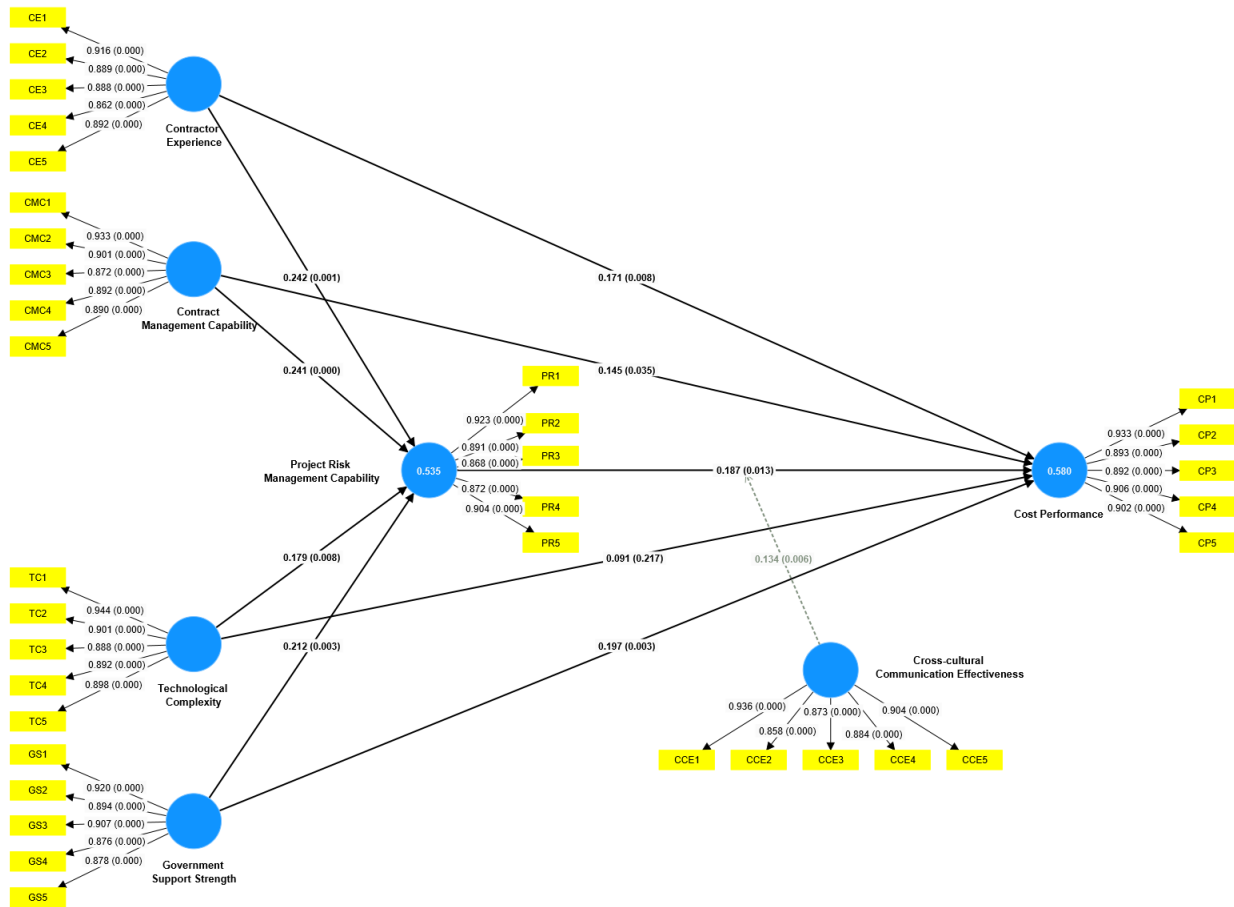 CE1
0.916 (0.000)
CE2
0.889 (0.000)
CE3
0.888 (0.000)
CE4
0.862 (0.000)
0.892 (0.000)
CE5
Contractor
Experience
CMC1
0.933 (0.000)
CMC2
0.901 (0.000)
CMC3
0.872 (0.000)
CMC4
0.892 (0.000)
0.890 (0.000)
CMC5
Contract
Management Capability
0.242 (0.001)
0.171 (0.008)
0.241 (0.000)
0.145 (0.035)
PR1
0.923 (0.000)
PR2
0.891 (0.000)
PR3
0.868 (0.000)
0.872 (0.000)
PR4
0.904 (0.000)
PR5
Project Risk
Management Capability
0.535
0.187 (0.013)
CP1
0.933 (0.000)
CP2
0.893 (0.000)
CP3
0.892 (0.000)
0.906 (0.000)
CP4
0.902 (0.000)
CP5
0.580
Cost Performance
0.179 (0.008)
0.091 (0.217)
0.134 (0.006)
TC1
0.944 (0.000)
TC2
0.901 (0.000)
TC3
0.888 (0.000)
TC4
0.892 (0.000)
0.898 (0.000)
TC5
Technological
Complexity
0.212 (0.003)
0.197 (0.003)
Cross-cultural
Communication Effectiveness
0.936 (0.000)
0.858 (0.000)
0.873 (0.000)
0.884 (0.000)
0.904 (0.000)
CCE1
CCE2
CCE3
CCE4
CCE5
GS1
0.920 (0.000)
GS2
0.894 (0.000)
GS3
0.907 (0.000)
0.876 (0.000)
GS4
0.878 (0.000)
GS5
Government
Support Strength